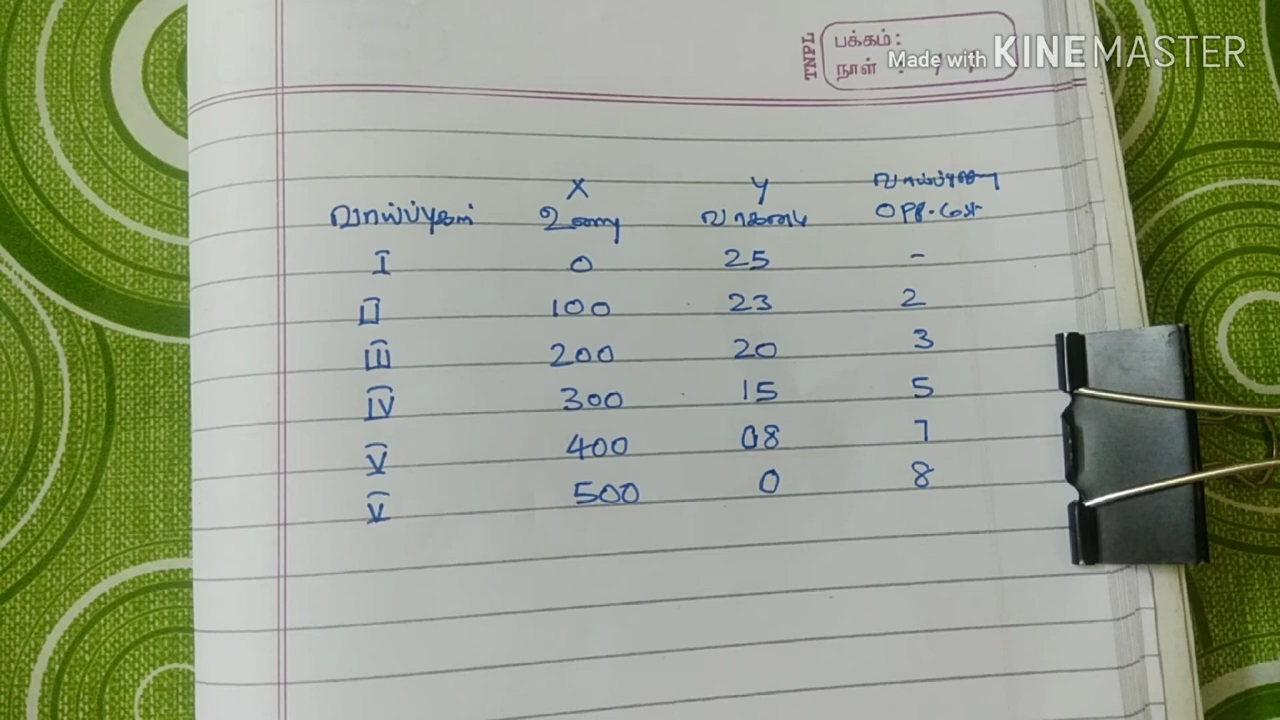 TNPL
பக்கம் :
நாள் :
Made with KINEMASTER
X Y
வாய்ப்புகள் உணவு வாகனம் OPP. Cost
I 0 25 -
II 100 23 2
III 200 20 3
IV 300 15 5
V 400 08 7
V 500 0 8